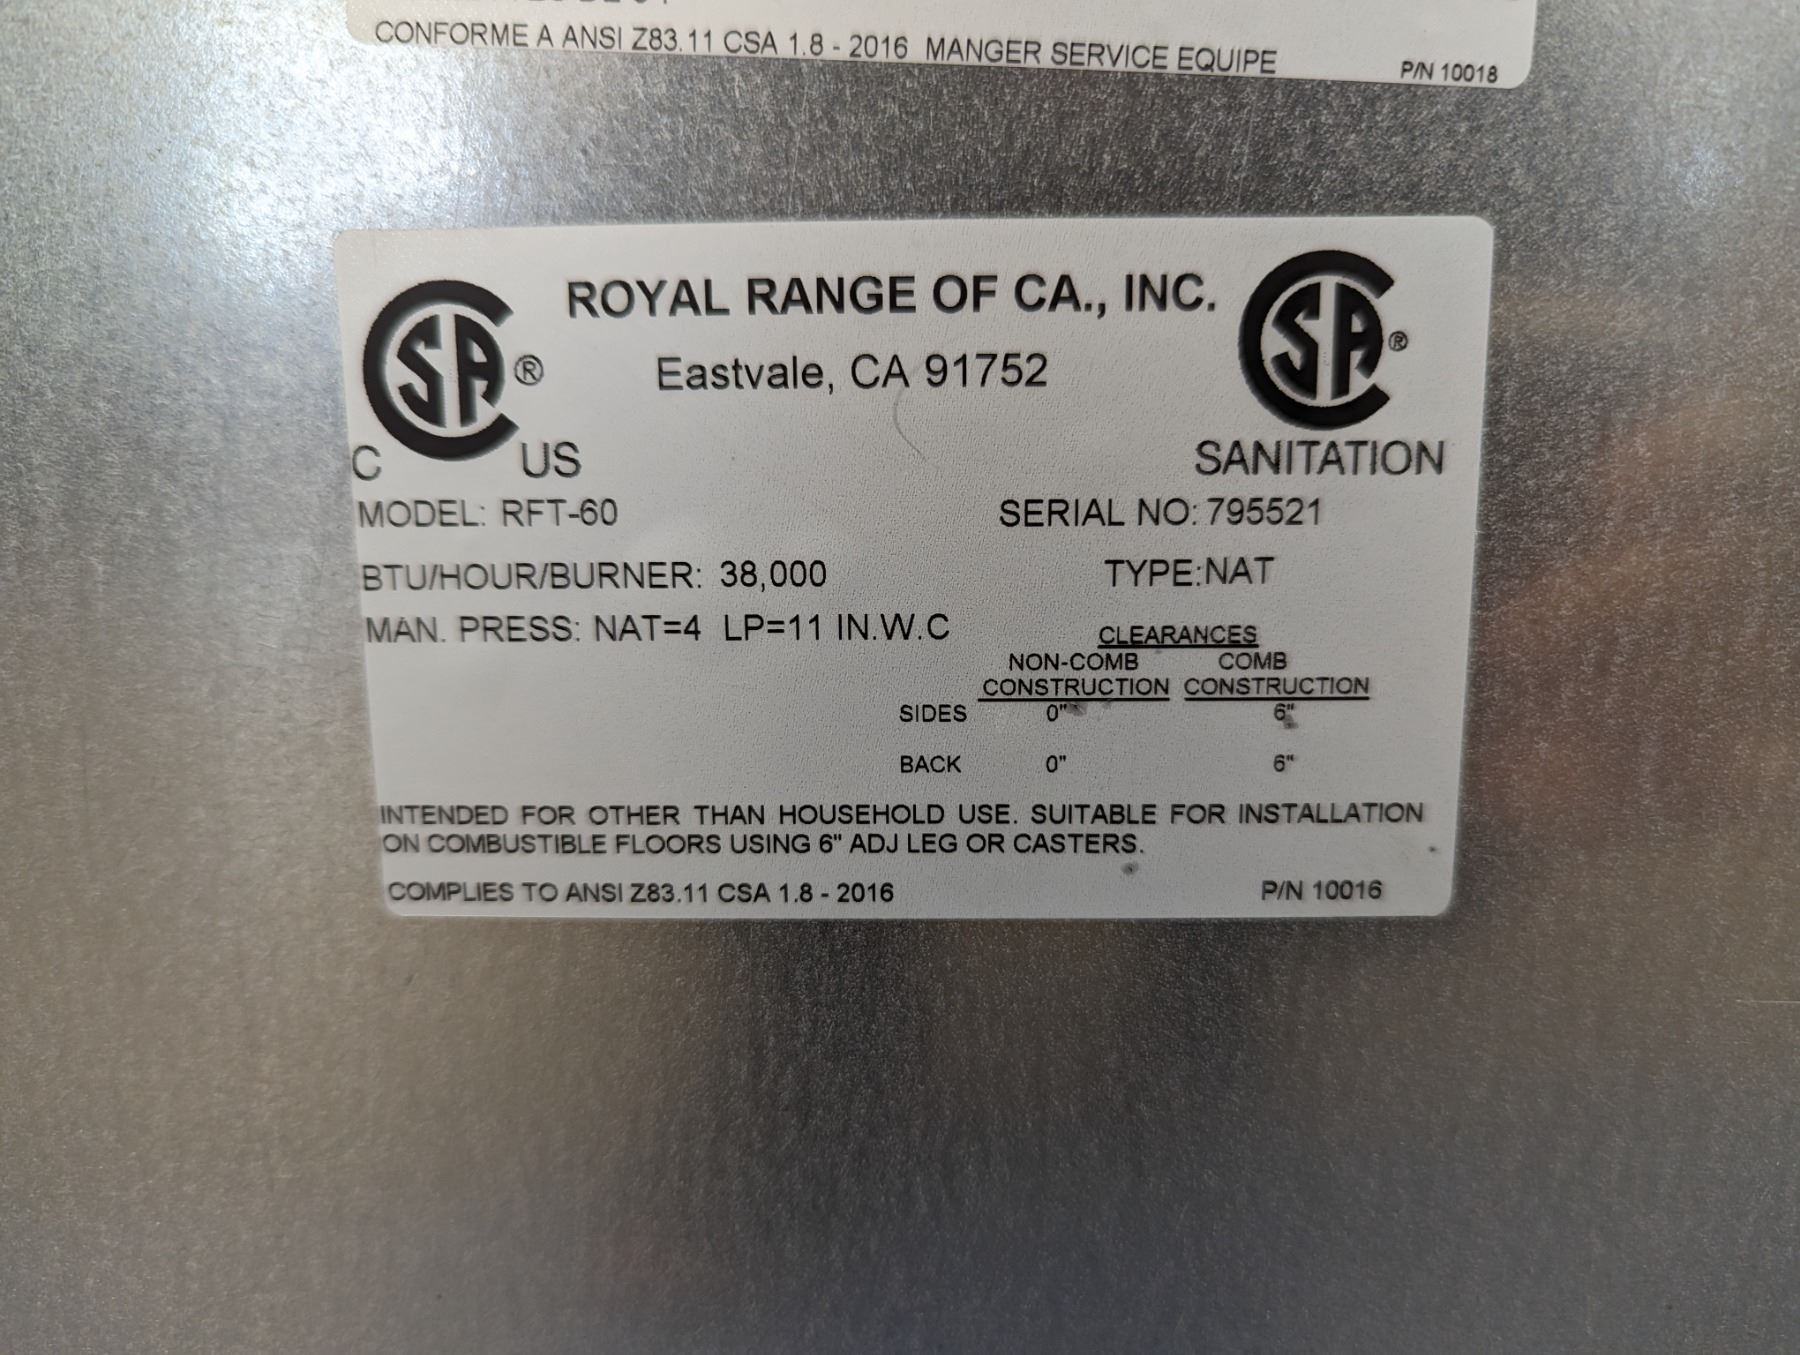 CONFORME A ANSI Z83.11 CSA 1.8 - 2016 MANGER SERVICE EQUIPE P/N 10018
CSA® ROYAL RANGE OF CA., INC. CSA®
Eastvale, CA 91752
C US SANITATION
MODEL: RFT-60 SERIAL NO: 795521
BTU/HOUR/BURNER: 38,000 TYPE:NAT
MAN. PRESS: NAT=4 LP=11 IN.W.C CLEARANCES
NON-COMB COMB
CONSTRUCTION CONSTRUCTION
SIDES 0" 6"
BACK 0" 6"
INTENDED FOR OTHER THAN HOUSEHOLD USE. SUITABLE FOR INSTALLATION
ON COMBUSTIBLE FLOORS USING 6" ADJ LEG OR CASTERS.
COMPLIES TO ANSI Z83.11 CSA 1.8 - 2016 P/N 10016